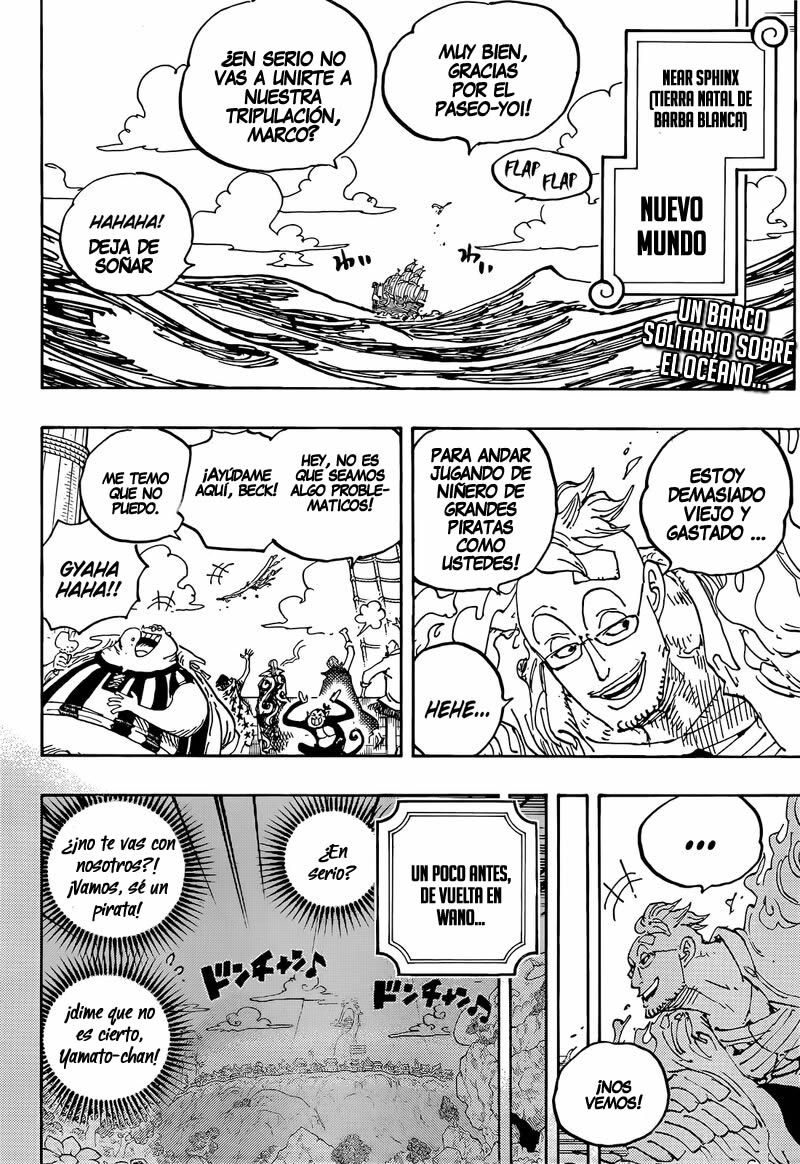 NEAR SPHINX
(TIERRA NATAL DE
BARBA BLANCA)
NUEVO
MUNDO
MUY BIEN,
GRACIAS
POR EL
PASEO-YOI!
FLAP
FLAP
¿EN SERIO NO
VAS A UNIRTE A
NUESTRA
TRIPULACIÓN,
MARCO?
HAHAHA!
DEJA DE
SOÑAR
ザァ…
ザァ…
UN BARCO
SOLITARIO SOBRE
EL OCÉANO...
HEY, NO ES
QUE SEAMOS
ALGO PROBLE-
MATICOS!
¡AYÚDAME
AQUÍ, BECK!
ME TEMO
QUE NO
PUEDO.
GYAHA
HAHA!!
ESTOY
DEMASIADO
VIEJO Y
GASTADO ...
PARA ANDAR
JUGANDO DE
NIÑERO DE
GRANDES
PIRATAS
COMO
USTEDES!
HEHE...
...
¡NOS
VEMOS!
UN POCO ANTES,
DE VUELTA EN
WANO...
¿En
serio?
¿¡no te vas con
nosotros?!
¡Vamos, sé un
pirata!
ドンチャン♪
ドンチャン♪
¡dime que no
es cierto,
Yamato-chan!